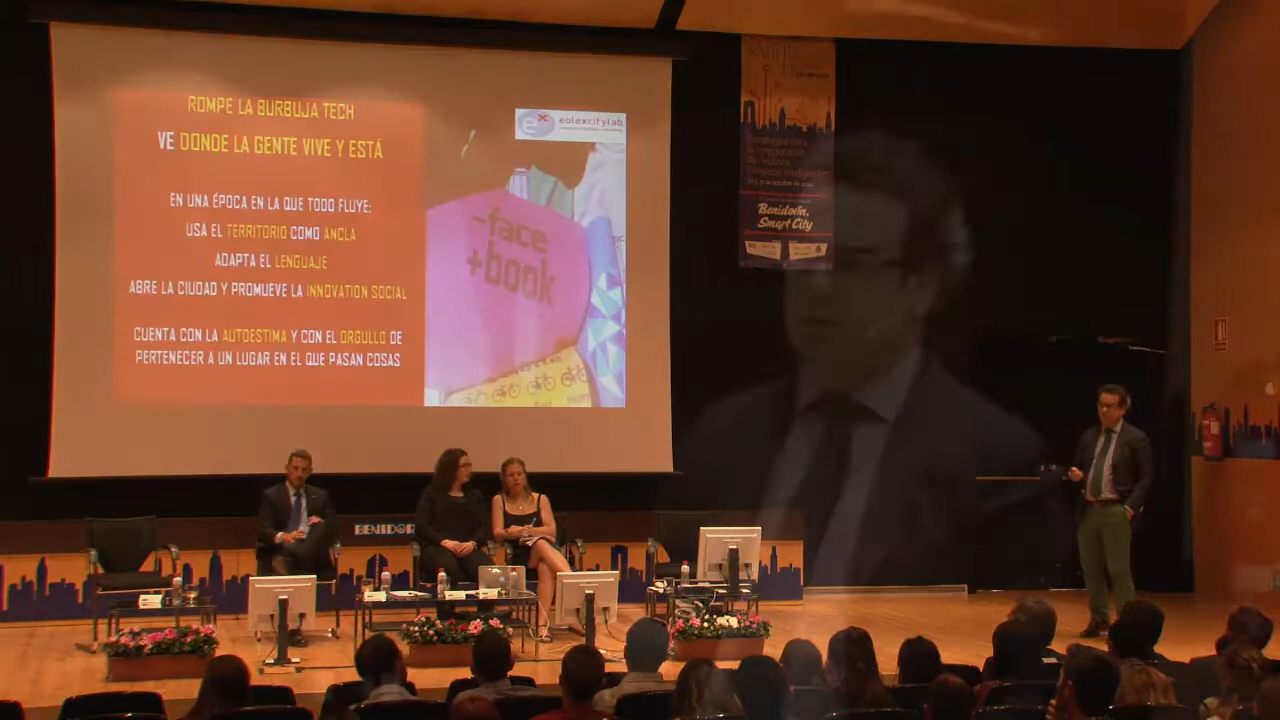 ROMPE LA BURBUJA TECH
VE DONDE LA GENTE VIVE Y ESTÁ
EN UNA ÉPOCA EN LA QUE TODO FLUYE:
USA EL TERRITORIO COMO ANCLA
ADAPTA EL LENGUAJE
ABRE LA CIUDAD Y PROMUEVE LA INNOVATION SOCIAL
CUENTA CON LA AUTOESTIMA Y CON EL ORGULLO DE
PERTENECER A UN LUGAR EN EL QUE PASAN COSAS
eolexcitylab
-face
+book
Benidorm,
Smart City
BENIDOR